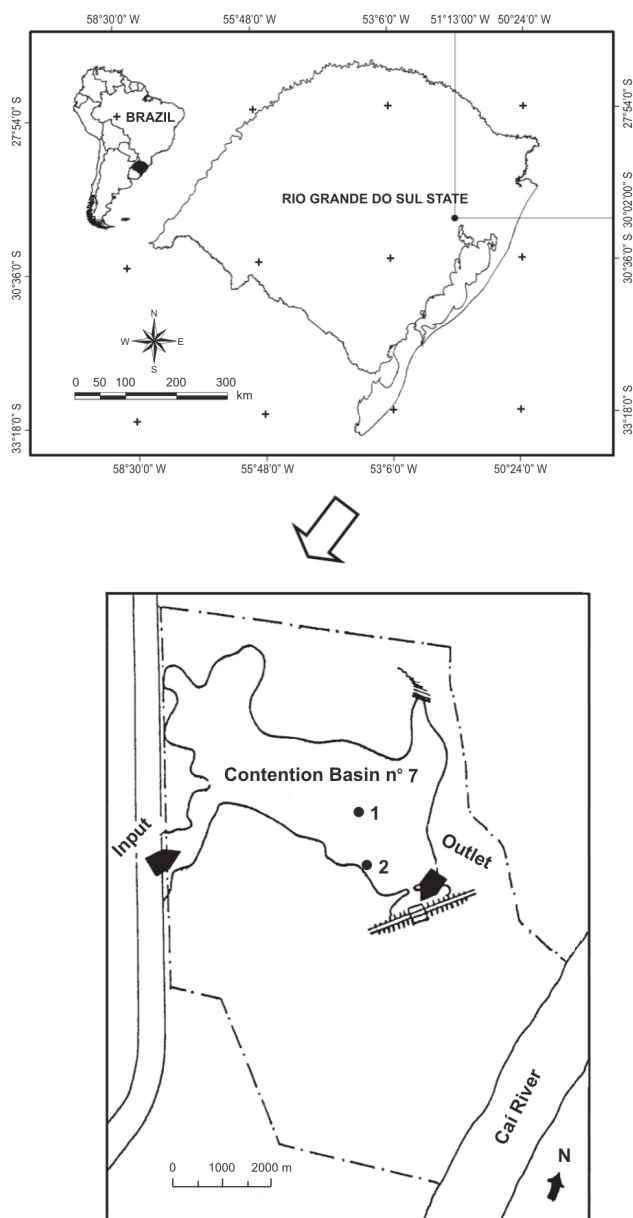 58°30'0" W 55°48'0" W 53°6'0" W 51°13'00" W 50°24'0" W
27°54'0" S
27°54'0" S
BRAZIL
RIO GRANDE DO SUL STATE
30°02'00" S
30°36'0" S
30°36'0" S
N
W E
S
0 50 100 200 300
km
33°18'0" S
33°18'0" S
58°30'0" W 55°48'0" W 53°6'0" W 50°24'0" W
Contention Basin n° 7
1
Input
Outlet
2
Caí River
N
0 1000 2000 m